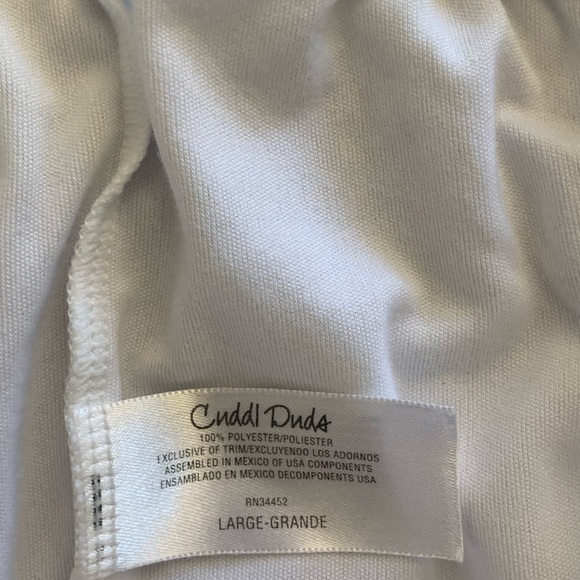 Cuddl Duds
100% POLYESTER/POLIESTER
EXCLUSIVE OF TRIM/EXCLUYENDO LOS ADORNOS
ASSEMBLED IN MEXICO OF USA COMPONENTS
ENSAMBLADO EN MEXICO DECOMPONENTS USA
RN34452
LARGE-GRANDE